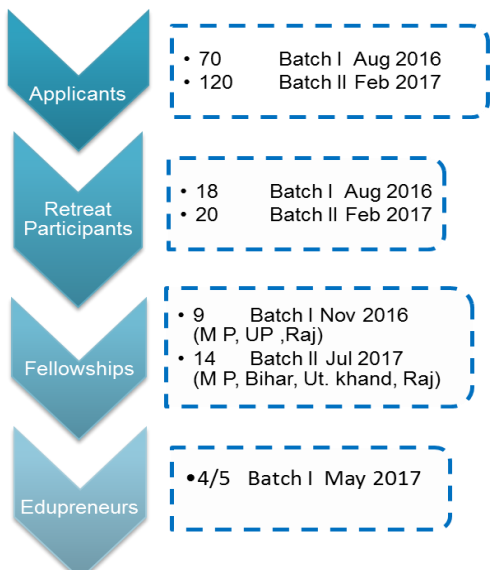 Applicants
• 70 Batch I Aug 2016
• 120 Batch II Feb 2017
Retreat
Participants
• 18 Batch I Aug 2016
• 20 Batch II Feb 2017
Fellowships
• 9 Batch I Nov 2016
(M P, UP ,Raj)
• 14 Batch II Jul 2017
(M P, Bihar, Ut. khand, Raj)
Edupreneurs
•4/5 Batch I May 2017